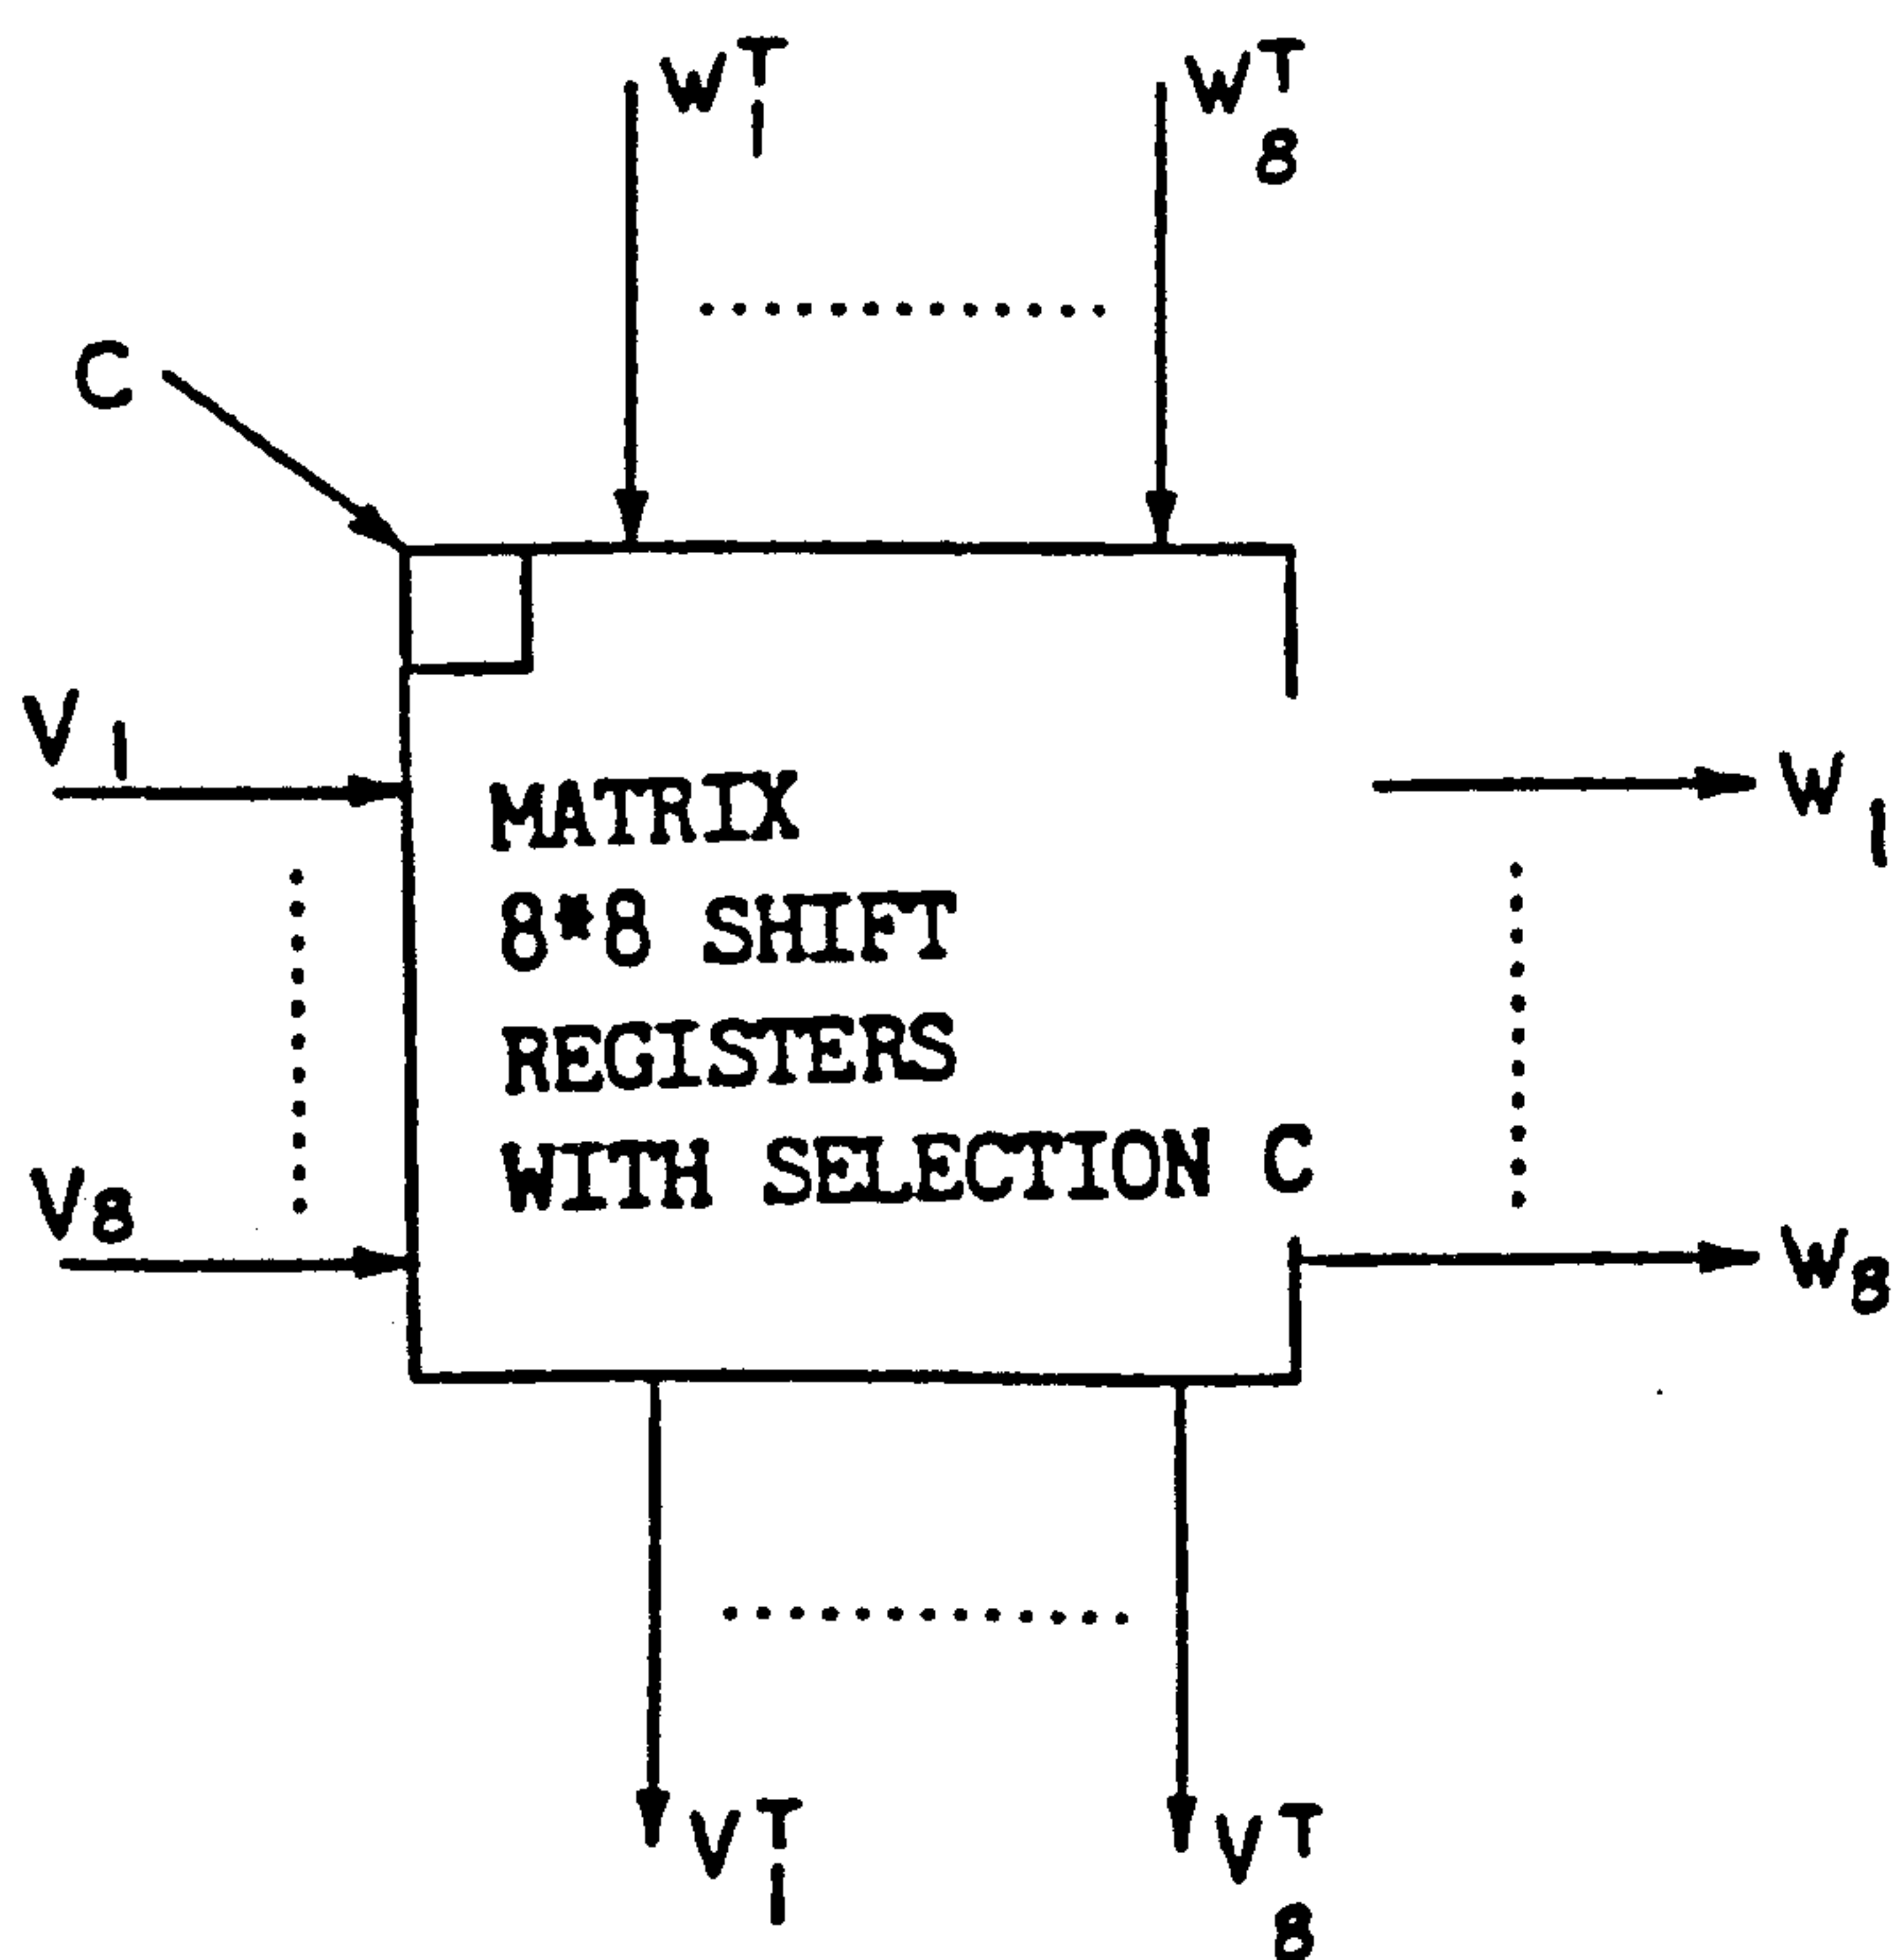 W₁ᵀ W₈ᵀ
C
V₁
MATRIX
8*8 SHIFT
REGISTERS
WITH SELECTION C
W₁
V₈
W₈
V₁ᵀ V₈ᵀ